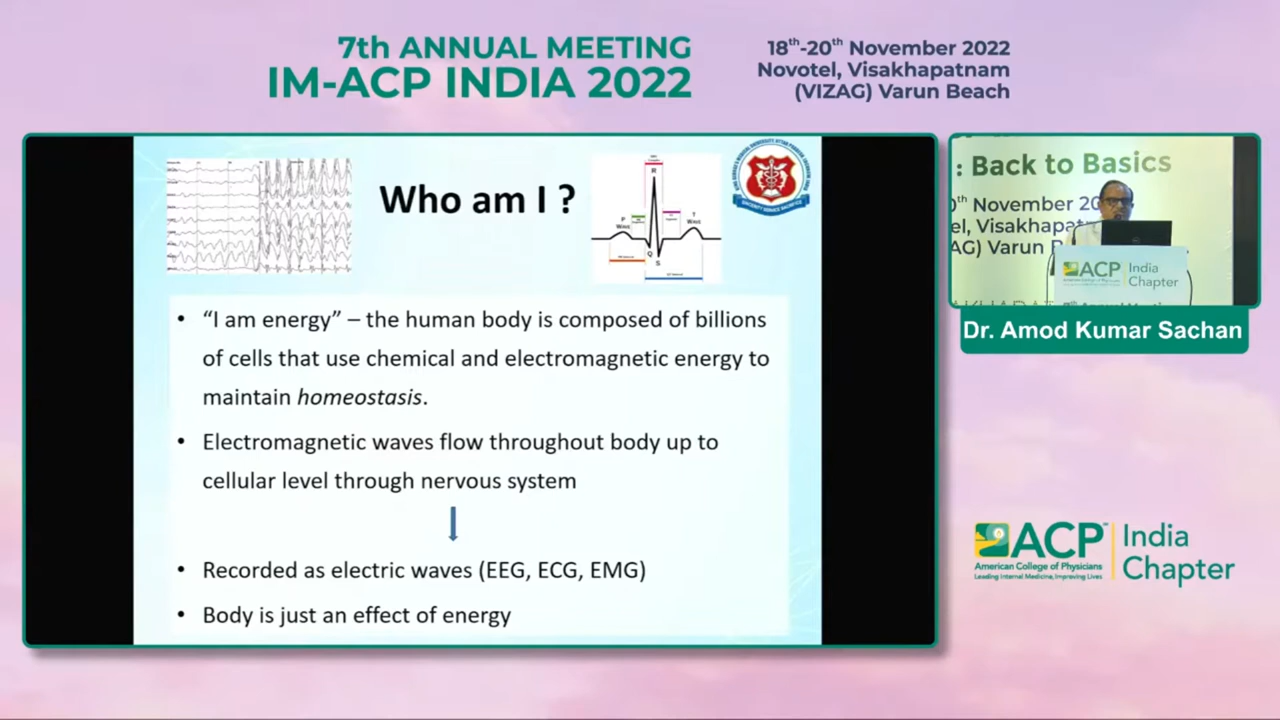 7th ANNUAL MEETING
IM-ACP INDIA 2022
18th-20th November 2022
Novotel, Visakhapatnam
(VIZAG) Varun Beach
Who am I ?
R
P
Wave
T
Wave
Q
S
• “I am energy” – the human body is composed of billions
of cells that use chemical and electromagnetic energy to
maintain homeostasis.
• Electromagnetic waves flow throughout body up to
cellular level through nervous system
• Recorded as electric waves (EEG, ECG, EMG)
• Body is just an effect of energy
: Back to Basics
th November 20
el, Visakhapat
AG) Varun B
ACP India
Chapter
Dr. Amod Kumar Sachan
ACP™ India
American College of Physicians Chapter
Leading Internal Medicine, Improving Lives